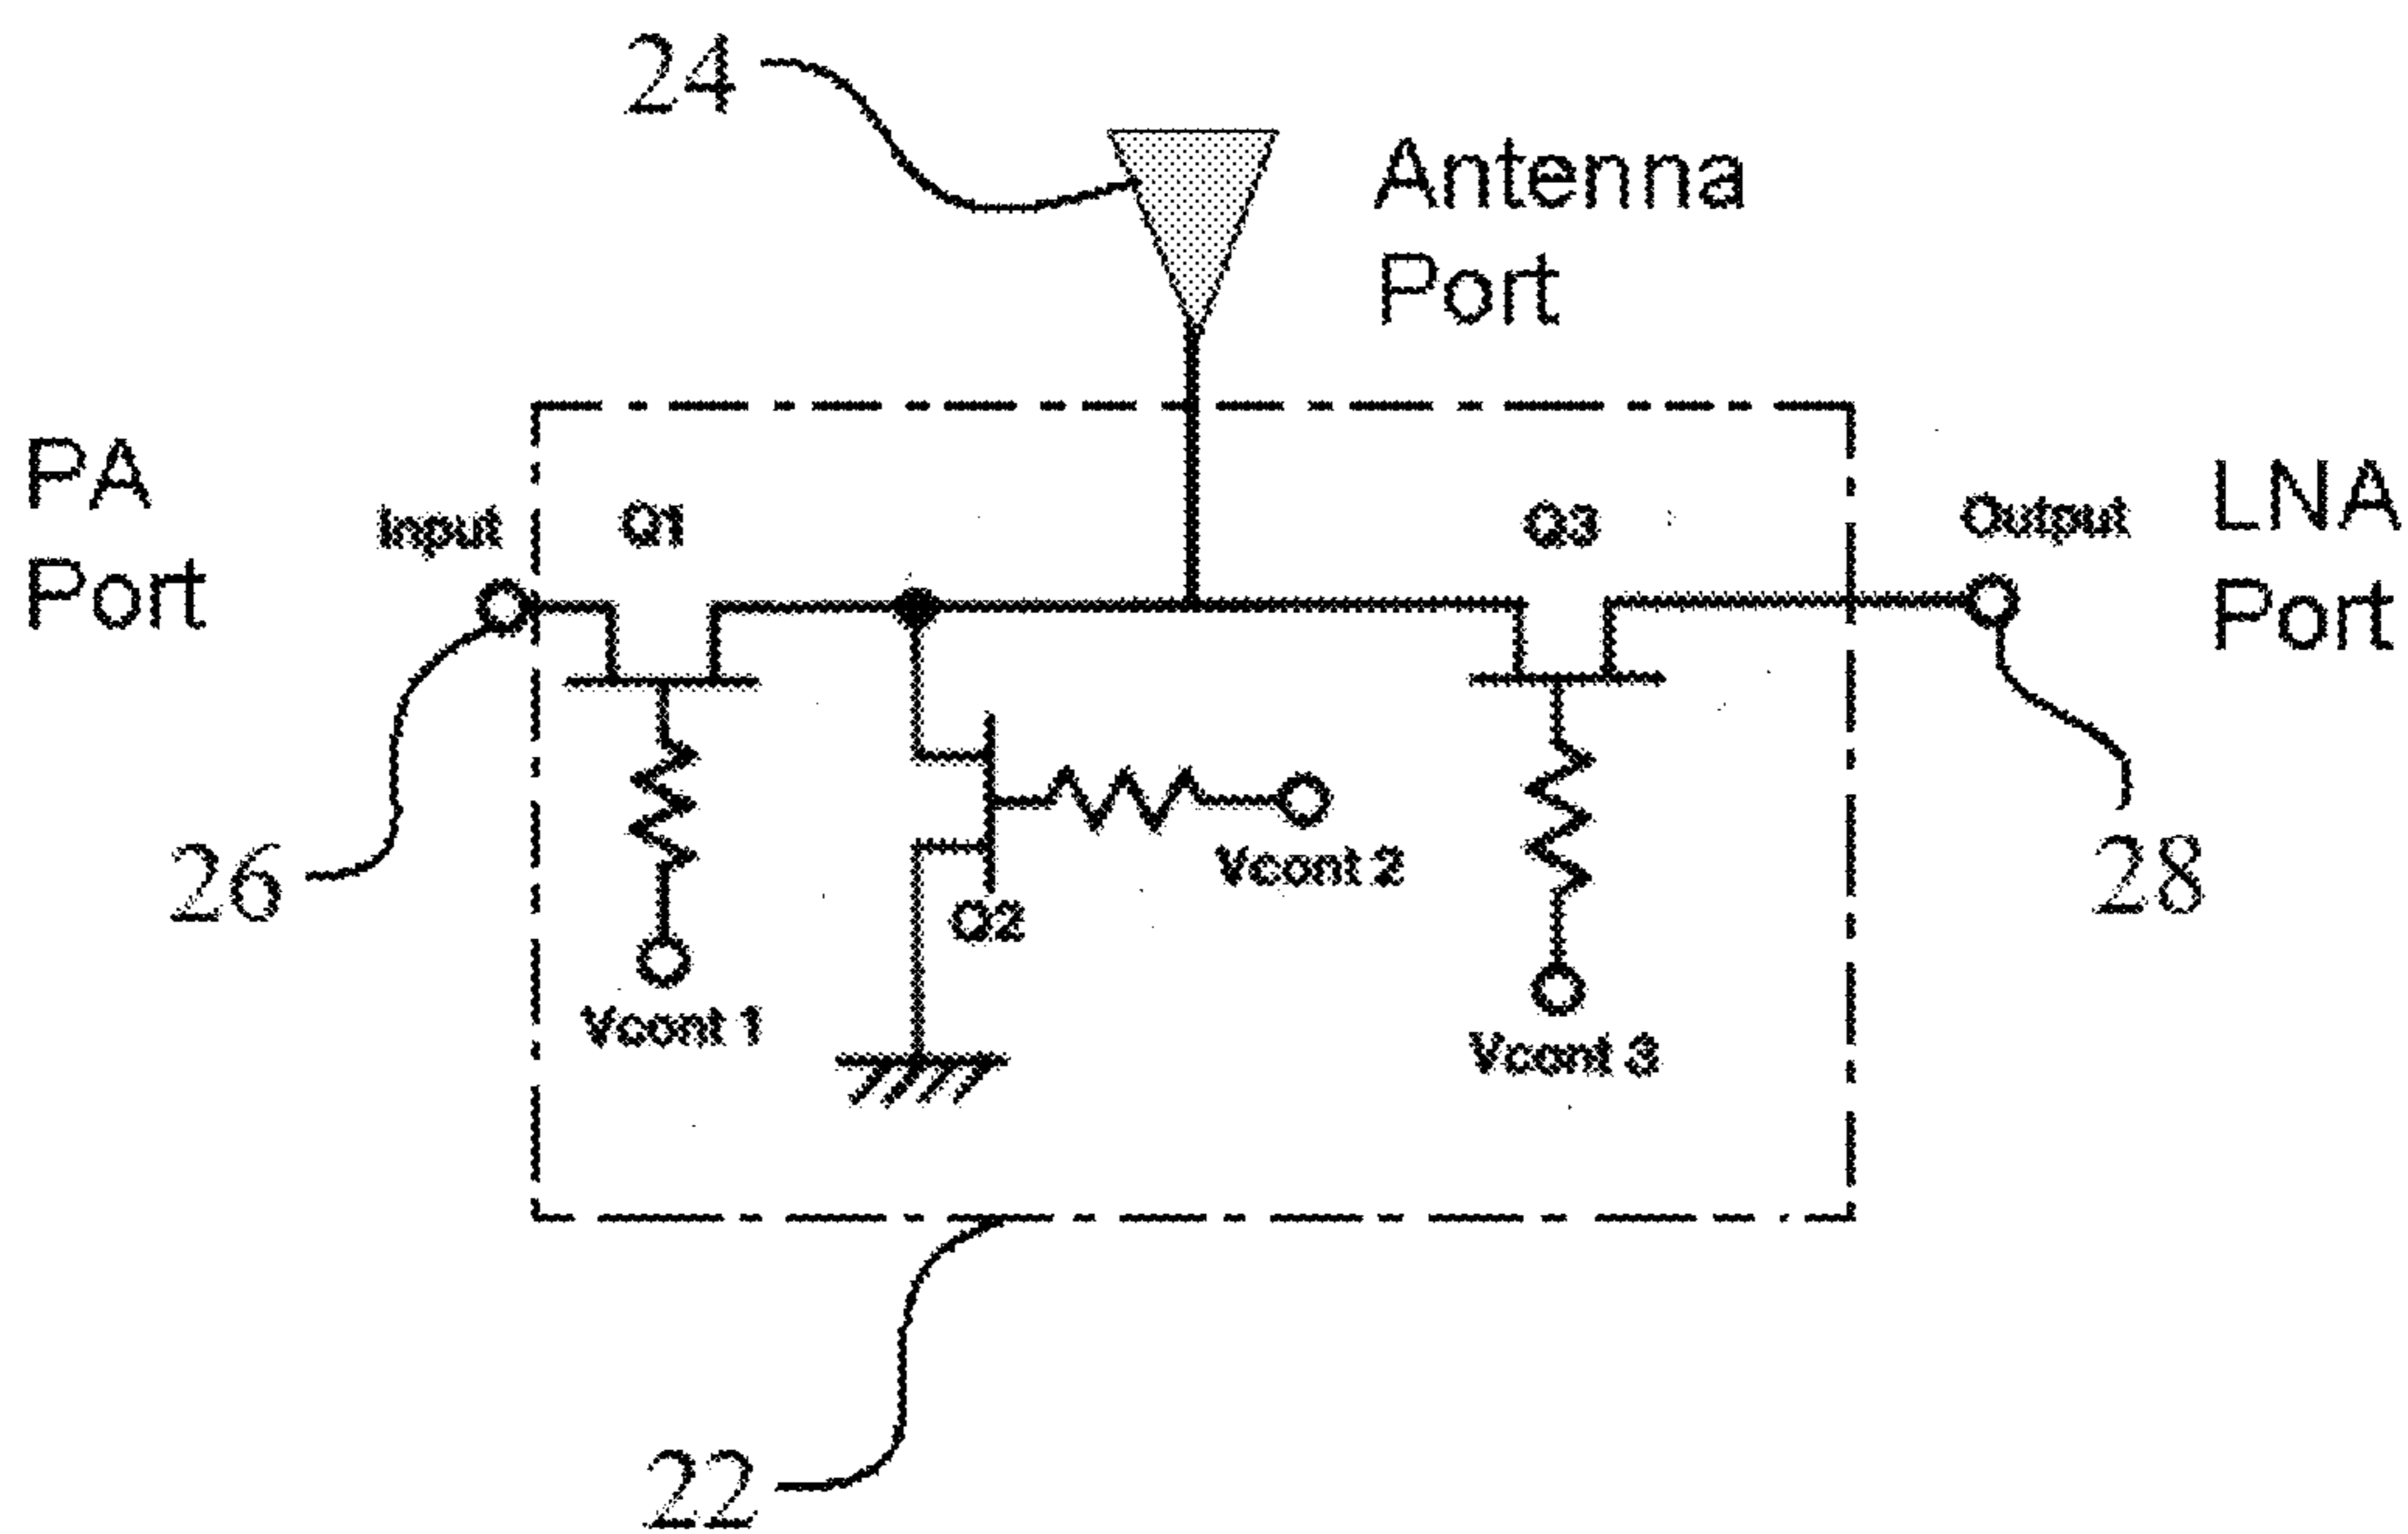 24
Antenna
Port
PA
Port
Input
Q1
Q3
Output
LNA
Port
Vcont 2
26
28
Q2
Vcont 1
Vcont 3
22